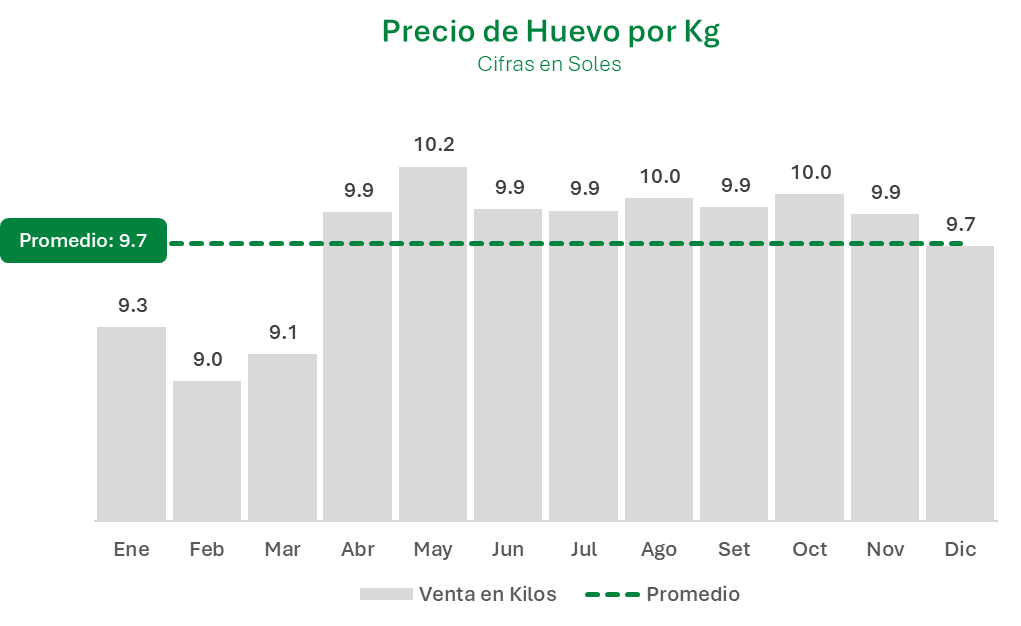 Precio de Huevo por Kg
Cifras en Soles
10.2
9.9
9.9
9.9
10.0
9.9
10.0
9.9
9.7
Promedio: 9.7
9.3
9.0
9.1
Ene Feb Mar Abr May Jun Jul Ago Set Oct Nov Dic
Venta en Kilos Promedio